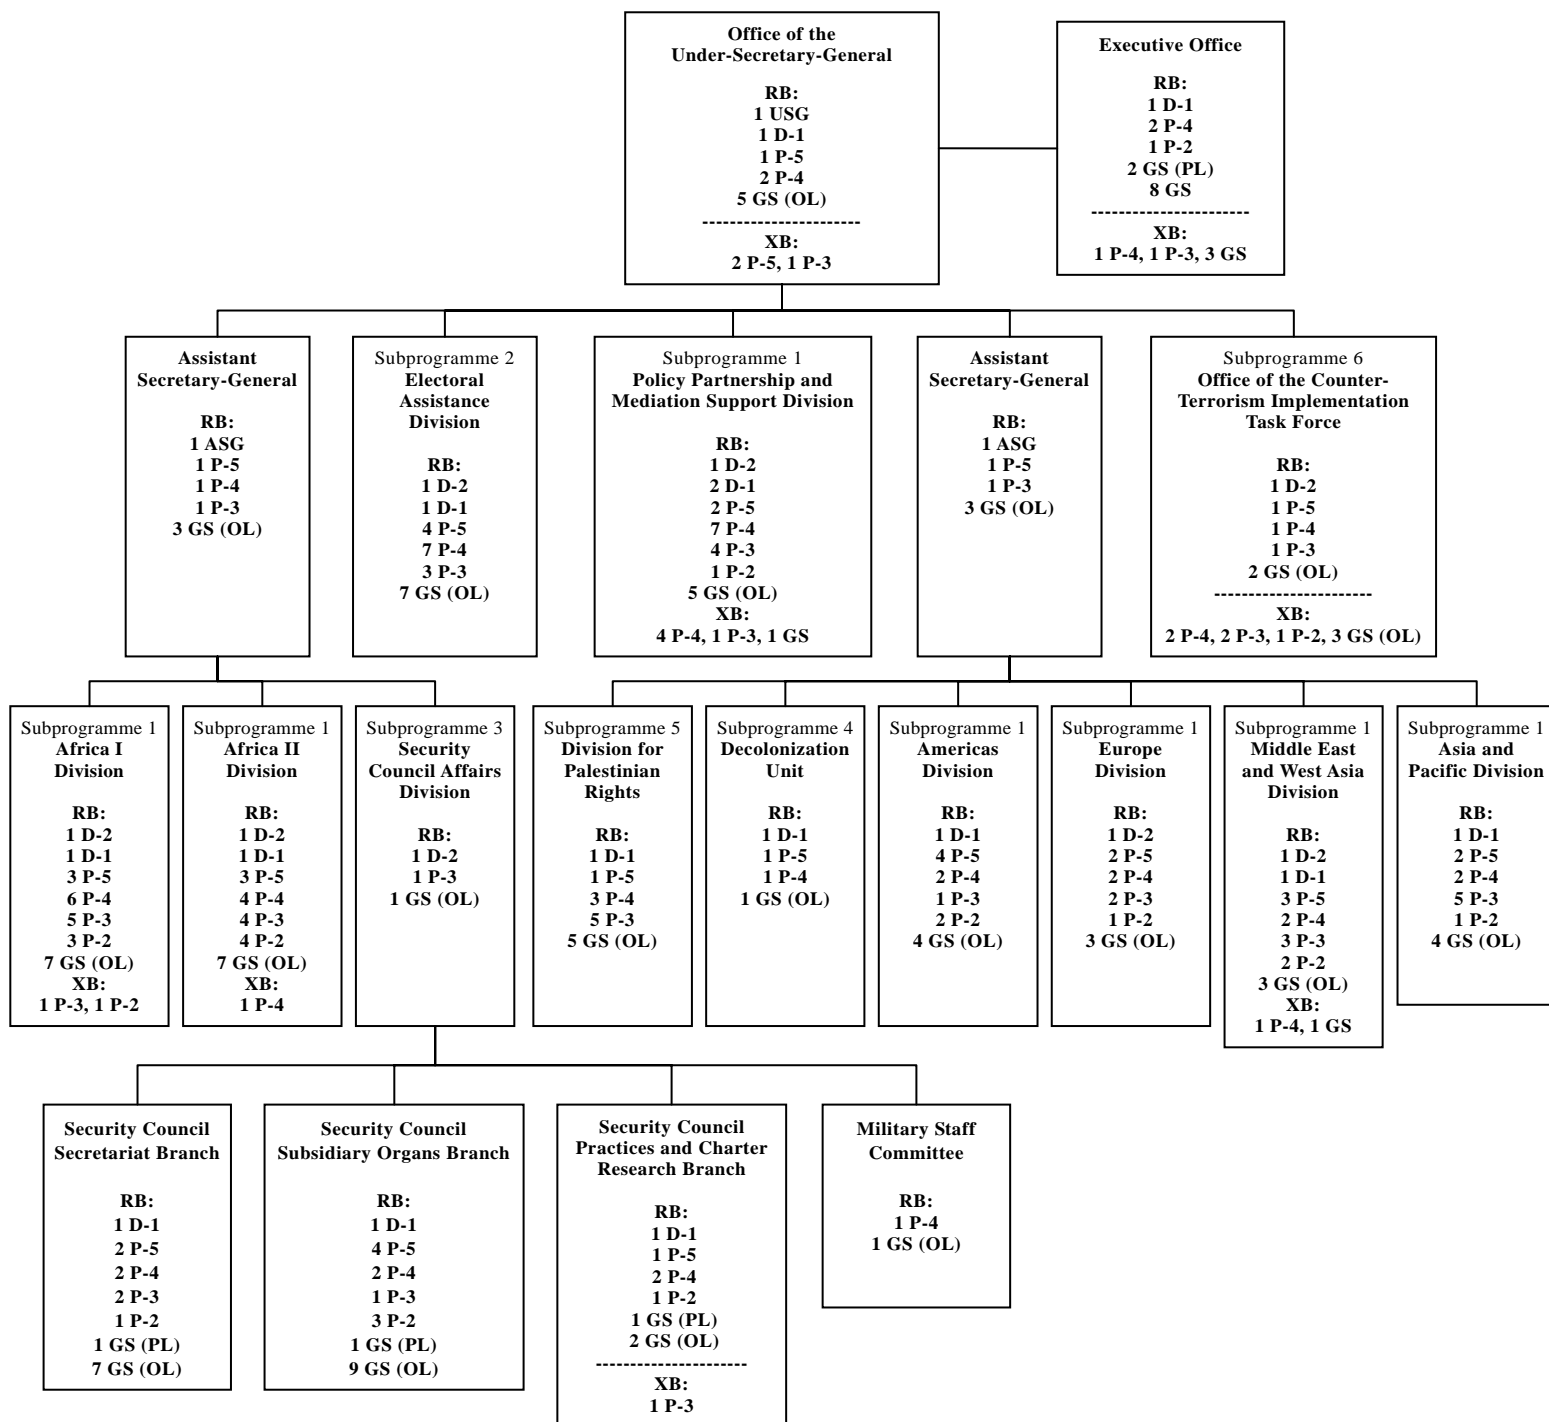 Office of the
Under-Secretary-General
RB:
1 USG
1 D-1
1 P-5
2 P-4
5 GS (OL)
-----------------------
XB:
2 P-5, 1 P-3
Executive Office
RB:
1 D-1
2 P-4
1 P-2
2 GS (PL)
8 GS
-----------------------
XB:
1 P-4, 1 P-3, 3 GS
Assistant
Secretary-General
RB:
1 ASG
1 P-5
1 P-4
1 P-3
3 GS (OL)
Subprogramme 2
Electoral
Assistance
Division
RB:
1 D-2
1 D-1
4 P-5
7 P-4
3 P-3
7 GS (OL)
Subprogramme 1
Policy Partnership and
Mediation Support Division
RB:
1 D-2
2 D-1
2 P-5
7 P-4
4 P-3
1 P-2
5 GS (OL)
XB:
4 P-4, 1 P-3, 1 GS
Assistant
Secretary-General
RB:
1 ASG
1 P-5
1 P-3
3 GS (OL)
Subprogramme 6
Office of the Counter-
Terrorism Implementation
Task Force
RB:
1 D-2
1 P-5
1 P-4
1 P-3
2 GS (OL)
-----------------------
XB:
2 P-4, 2 P-3, 1 P-2, 3 GS (OL)
Subprogramme 1
Africa I
Division
RB:
1 D-2
1 D-1
3 P-5
6 P-4
5 P-3
3 P-2
7 GS (OL)
XB:
1 P-3, 1 P-2
Subprogramme 1
Africa II
Division
RB:
1 D-2
1 D-1
3 P-5
4 P-4
4 P-3
4 P-2
7 GS (OL)
XB:
1 P-4
Subprogramme 3
Security
Council Affairs
Division
RB:
1 D-2
1 P-3
1 GS (OL)
Subprogramme 5
Division for
Palestinian
Rights
RB:
1 D-1
1 P-5
3 P-4
5 P-3
5 GS (OL)
Subprogramme 4
Decolonization
Unit
RB:
1 D-1
1 P-5
1 P-4
1 GS (OL)
Subprogramme 1
Americas
Division
RB:
1 D-1
4 P-5
2 P-4
1 P-3
2 P-2
4 GS (OL)
Subprogramme 1
Europe
Division
RB:
1 D-2
2 P-5
2 P-4
2 P-3
1 P-2
3 GS (OL)
Subprogramme 1
Middle East
and West Asia
Division
RB:
1 D-2
1 D-1
3 P-5
2 P-4
3 P-3
2 P-2
3 GS (OL)
XB:
1 P-4, 1 GS
Subprogramme 1
Asia and
Pacific Division
RB:
1 D-1
2 P-5
2 P-4
5 P-3
1 P-2
4 GS (OL)
Security Council
Secretariat Branch
RB:
1 D-1
2 P-5
2 P-4
2 P-3
1 P-2
1 GS (PL)
7 GS (OL)
Security Council
Subsidiary Organs Branch
RB:
1 D-1
4 P-5
2 P-4
1 P-3
3 P-2
1 GS (PL)
9 GS (OL)
Security Council
Practices and Charter
Research Branch
RB:
1 D-1
1 P-5
2 P-4
1 P-2
1 GS (PL)
2 GS (OL)
----------------------
XB:
1 P-3
Military Staff
Committee
RB:
1 P-4
1 GS (OL)